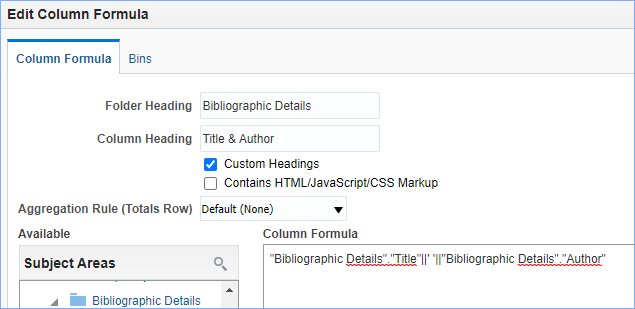 Edit Column Formula
Column Formula
Bins
Folder Heading
Bibliographic Details
Column Heading
Title & Author
Custom Headings
Contains HTML/JavaScript/CSS Markup
Aggregation Rule (Totals Row)
Default (None)
Available
Column Formula
Subject Areas
"Bibliographic Details"."Title"||' '||"Bibliographic Details"."Author"
Bibliographic Details